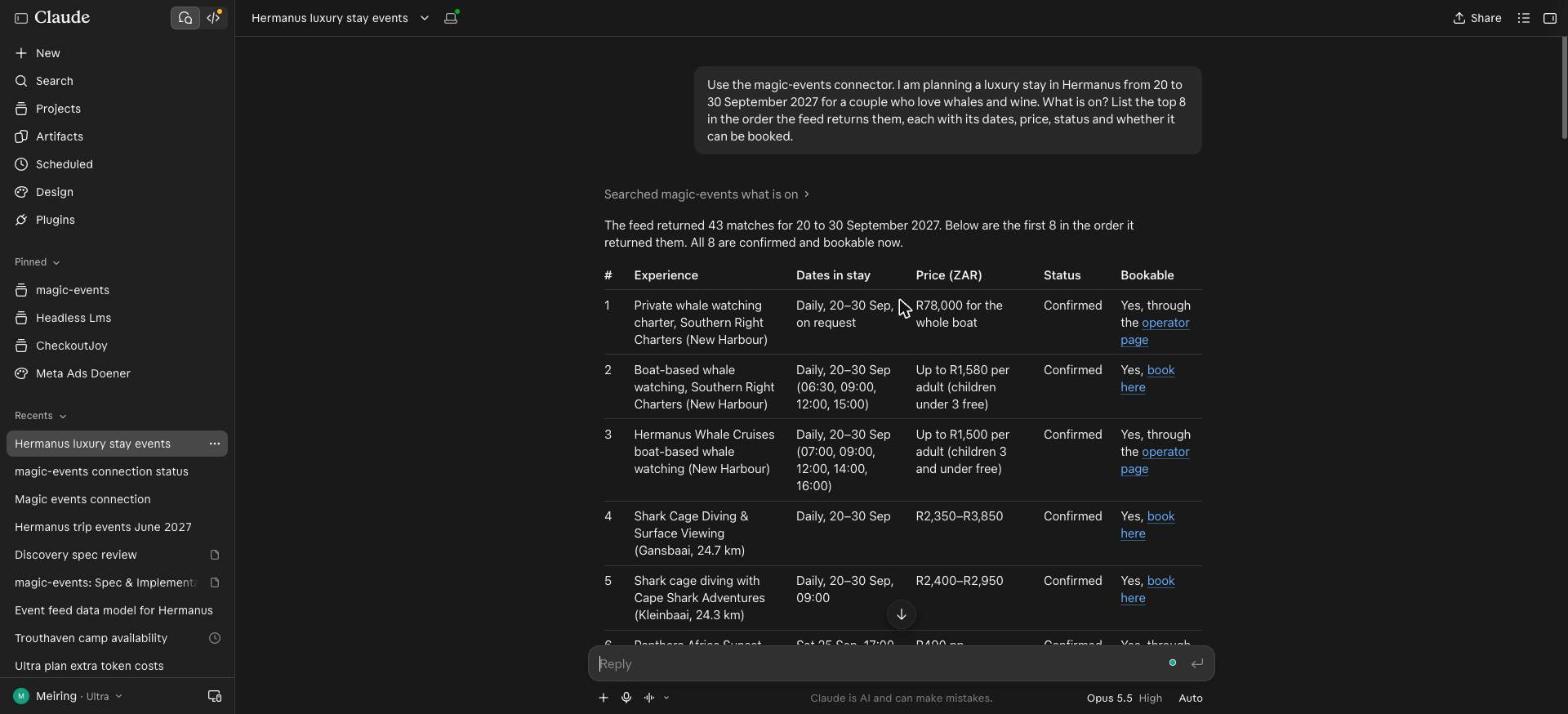 Claude
Hermanus luxury stay events
Share
New
Search
Projects
Artifacts
Scheduled
Design
Plugins
Pinned
magic-events
Headless Lms
CheckoutJoy
Meta Ads Doener
Recents
Hermanus luxury stay events
magic-events connection status
Magic events connection
Hermanus trip events June 2027
Discovery spec review
magic-events: Spec & Implement
Event feed data model for Hermanus
Trouthaven camp availability
Ultra plan extra token costs
M Meiring · Ultra
Use the magic-events connector. I am planning a luxury stay in Hermanus from 20 to
30 September 2027 for a couple who love whales and wine. What is on? List the top 8
in the order the feed returns them, each with its dates, price, status and whether it
can be booked.
Searched magic-events what is on
The feed returned 43 matches for 20 to 30 September 2027. Below are the first 8 in the order it
returned them. All 8 are confirmed and bookable now.
# Experience Dates in stay Price (ZAR) Status Bookable
1 Private whale watching Daily, 20–30 Sep, R78,000 for the Confirmed Yes, through
charter, Southern Right on request whole boat the operator
Charters (New Harbour) page
2 Boat-based whale Daily, 20–30 Sep Up to R1,580 per Confirmed Yes, book
watching, Southern Right (06:30, 09:00, adult (children here
Charters (New Harbour) 12:00, 15:00) under 3 free)
3 Hermanus Whale Cruises Daily, 20–30 Sep Up to R1,500 per Confirmed Yes, through
boat-based whale (07:00, 09:00, adult (children 3 the operator
watching (New Harbour) 12:00, 14:00, and under free) page
16:00)
4 Shark Cage Diving & Daily, 20–30 Sep R2,350–R3,850 Confirmed Yes, book
Surface Viewing here
(Gansbaai, 24.7 km)
5 Shark cage diving with Daily, 20–30 Sep, R2,400–R2,950 Confirmed Yes, book
Cape Shark Adventures 09:00 here
(Kleinbaai, 24.3 km)
6 Panthera Africa Sunset Sat 25 Sep, 17:00 R490 pp Confirmed Yes, through
Reply
Claude is AI and can make mistakes.
Opus 5.5 High Auto